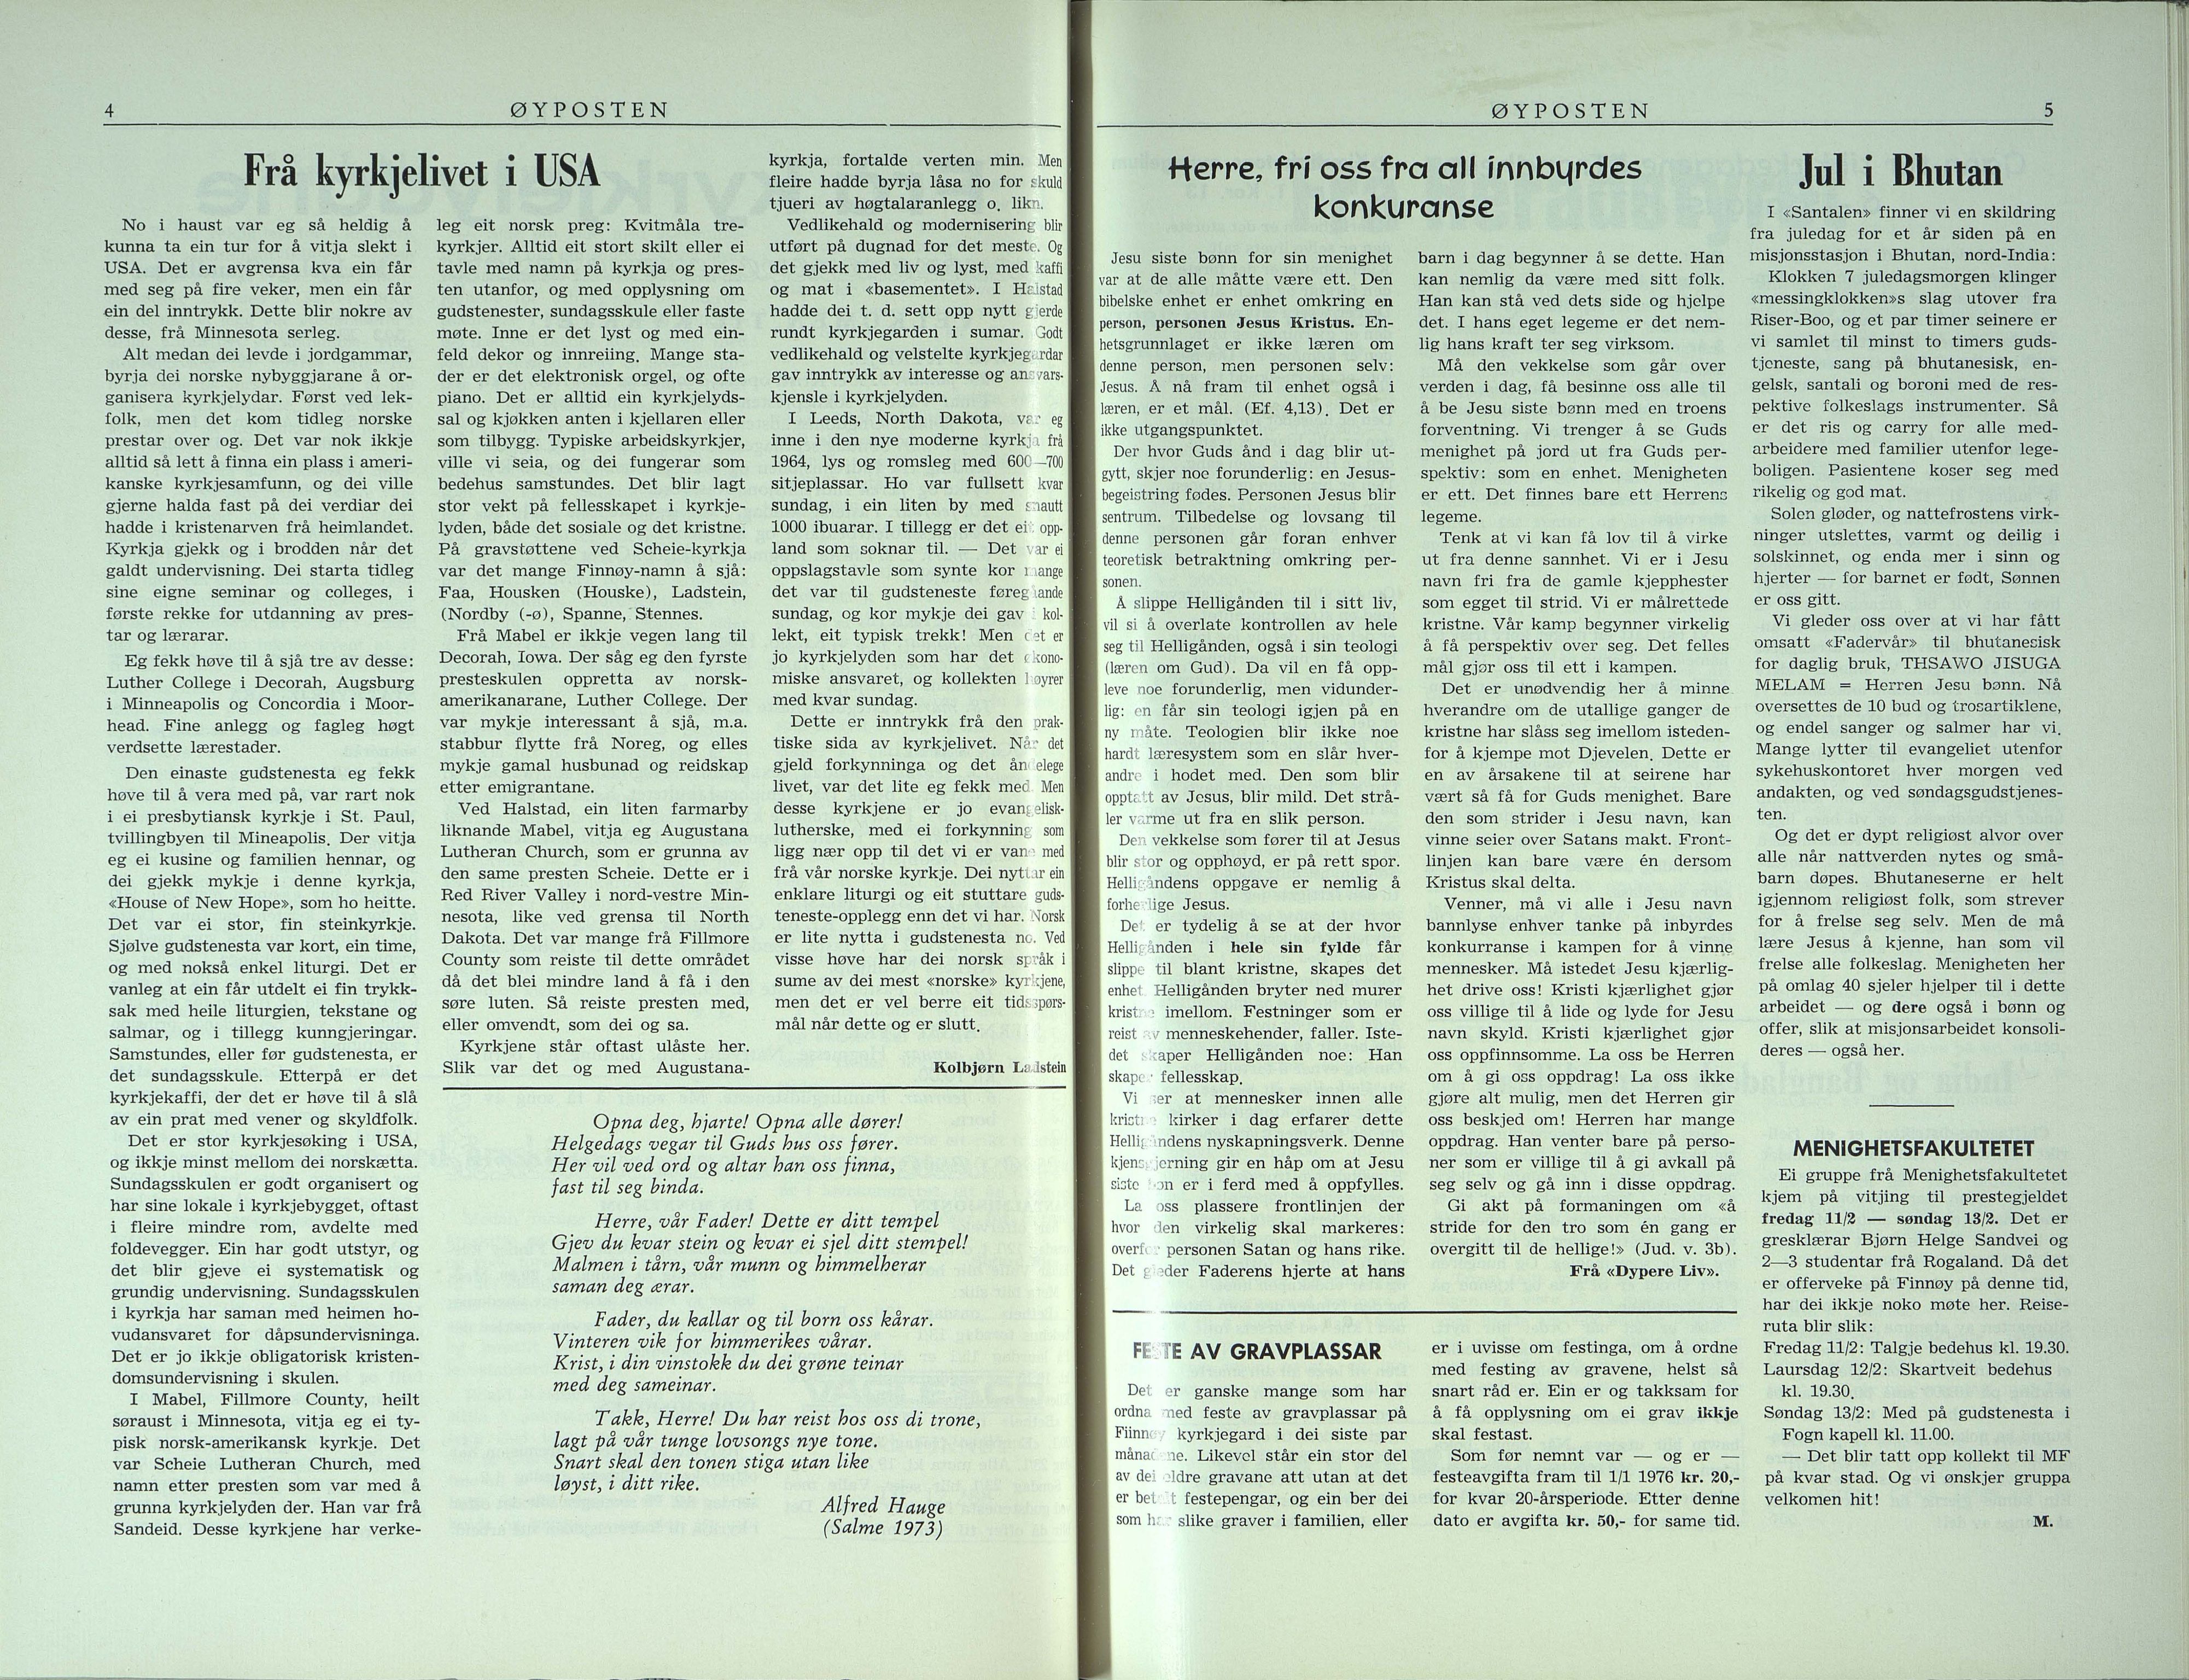 4
ØYPOSTEN
Frå kyrkjelivet i USA
No i haust var eg så heldig å
kunna ta ein tur for å vitja slekt i
USA. Det er avgrensa kva ein får
med seg på fire veker, men ein får
ein del inntrykk. Dette blir nokre av
desse, frå Minnesota serleg.
Alt medan dei levde i jordgammar,
byrja dei norske nybyggjarane å or-
ganisera kyrkjelydar. Først ved lek-
folk, men det kom tidleg norske
prestar over og. Det var nok ikkje
alltid så lett å finna ein plass i ameri-
kanske kyrkjesamfunn, og dei ville
gjerne halda fast på dei verdiar dei
hadde i kristenarven frå heimlandet.
Kyrkja gjekk og i brodden når det
galdt undervisning. Dei starta tidleg
sine eigne seminar og colleges, i
første rekke for utdanning av pres-
tar og lærarar.
Eg fekk høve til å sjå tre av desse:
Luther College i Decorah, Augsburg
i Minneapolis og Concordia i Moor-
head. Fine anlegg og fagleg høgt
verdsette lærestader.
Den einaste gudstenesta eg fekk
høve til å vera med på, var rart nok
i ei presbytiansk kyrkje i St. Paul,
tvillingbyen til Mineapolis. Der vitja
eg ei kusine og familien hennar, og
dei gjekk mykje i denne kyrkja,
«House of New Hope», som ho heitte.
Det var ei stor, fin steinkyrkje.
Sjølve gudstenesta var kort, ein time,
og med nokså enkel liturgi. Det er
vanleg at ein får utdelt ei fin trykk-
sak med heile liturgien, tekstane og
salmar, og i tillegg kunngjeringar.
Samstundes, eller før gudstenesta, er
det sundagsskule. Etterpå er det
kyrkjekaffi, der det er høve til å slå
av ein prat med vener og skyldfolk.
Det er stor kyrkjesøking i USA,
og ikkje minst mellom dei norskætta.
Sundagsskulen er godt organisert og
har sine lokale i kyrkjebygget, oftast
i fleire mindre rom, avdelte med
foldevegger. Ein har godt utstyr, og
det blir gjeve ei systematisk og
grundig undervisning. Sundagsskulen
i kyrkja har saman med heimen ho-
vudansvaret for dåpsundervisninga.
Det er jo ikkje obligatorisk kristen-
domsundervisning i skulen.
I Mabel, Fillmore County, heilt
søraust i Minnesota, vitja eg ei ty-
pisk norsk-amerikansk kyrkje. Det
var Scheie Lutheran Church, med
namn etter presten som var med å
grunna kyrkjelyden der. Han var frå
Sandeid. Desse kyrkjene har verke-
leg eit norsk preg: Kvitmåla tre-
kyrkjer. Alltid eit stort skilt eller ei
tavle med namn på kyrkja og pres-
ten utanfor, og med opplysning om
gudstenester, sundagsskule eller faste
møte. Inne er det lyst og med ein-
feld dekor og innreiing. Mange sta-
der er det elektronisk orgel, og ofte
piano. Det er alltid ein kyrkjelyds-
sal og kjøkken anten i kjellaren eller
som tilbygg. Typiske arbeidskyrkjer,
ville vi seia, og dei fungerar som
bedehus samstundes. Det blir lagt
stor vekt på fellesskapet i kyrkje-
lyden, både det sosiale og det kristne.
På gravstøttene ved Scheie-kyrkja
var det mange Finnøy-namn å sjå:
Faa, Housken (Houske), Ladstein,
(Nordby (-ø), Spanne, Stennes.
Frå Mabel er ikkje vegen lang til
Decorah, Iowa. Der såg eg den fyrste
presteskulen oppretta av norsk-
amerikanarane, Luther College. Der
var mykje interessant å sjå, m.a.
stabbur flytte frå Noreg, og elles
mykje gamal husbunad og reidskap
etter emigrantane.
Ved Halstad, ein liten farmarby
liknande Mabel, vitja eg Augustana
Lutheran Church, som er grunna av
den same presten Scheie. Dette er i
Red River Valley i nord-vestre Min-
nesota, like ved grensa til North
Dakota. Det var mange frå Fillmore
County som reiste til dette området
då det blei mindre land å få i den
søre luten. Så reiste presten med,
eller omvendt, som dei og sa.
Kyrkjene står oftast ulåste her.
Slik var det og med Augustana-
kyrkja, fortalde verten min. Men
fleire hadde byrja låsa no for skuld
tjueri av høgtalaranlegg o. likn.
Vedlikehald og modernisering blir
utført på dugnad for det meste. Og
det gjekk med liv og lyst, med kaffi
og mat i «basementet». I Halstad
hadde dei t. d. sett opp nytt gjerde
rundt kyrkjegarden i sumar. Godt
vedlikehald og velstelte kyrkjegardar
gav inntrykk av interesse og ansvars-
kjensle i kyrkjelyden.
I Leeds, North Dakota, var eg
inne i den nye moderne kyrkja frå
1964, lys og romsleg med 600—700
sitjeplassar. Ho var fullsett kvar
sundag, i ein liten by med snautt
1000 ibuarar. I tillegg er det eit opp-
land som soknar til. — Det var ei
oppslagstavle som synte kor mange
det var til gudsteneste føregåande
sundag, og kor mykje dei gav i kol-
lekt, eit typisk trekk! Men det er
jo kyrkjelyden som har det økono-
miske ansvaret, og kollekten høyrer
med kvar sundag.
Dette er inntrykk frå den prak-
tiske sida av kyrkjelivet. Når det
gjeld forkynninga og det åndelege
livet, var det lite eg fekk med. Men
desse kyrkjene er jo evangelisk-
lutherske, med ei forkynning som
ligg nær opp til det vi er vane med
frå vår norske kyrkje. Dei nyttar ein
enklare liturgi og eit stuttare guds-
teneste-opplegg enn det vi har. Norsk
er lite nytta i gudstenesta no. Ved
visse høve har dei norsk språk i
sume av dei mest «norske» kyrkjene,
men det er vel berre eit tidsspørs-
mål når dette og er slutt.
Kolbjørn Ladstein
Opna deg, hjarte! Opna alle dører!
Helgedags vegar til Guds hus oss fører.
Her vil ved ord og altar han oss finna,
fast til seg binda.
Herre, vår Fader! Dette er ditt tempel
Gjev du kvar stein og kvar ei sjel ditt stempel!
Malmen i tårn, vår munn og himmelherar
saman deg ærar.
Fader, du kallar og til born oss kårar.
Vinteren vik for himmerikes vårar.
Krist, i din vinstokk du dei grøne teinar
med deg sameinar.
Takk, Herre! Du har reist hos oss di trone,
lagt på vår tunge lovsongs nye tone.
Snart skal den tonen stiga utan like
løyst, i ditt rike.
Alfred Hauge
(Salme 1973)
ØYPOSTEN
5
Herre, fri oss fra all innbyrdes
konkuranse
Jesu siste bønn for sin menighet
var at de alle måtte være ett. Den
bibelske enhet er enhet omkring en
person, personen Jesus Kristus. En-
hetsgrunnlaget er ikke læren om
denne person, men personen selv:
Jesus. Å nå fram til enhet også i
læren, er et mål. (Ef. 4,13). Det er
ikke utgangspunktet.
Der hvor Guds ånd i dag blir ut-
gytt, skjer noe forunderlig: en Jesus-
begeistring fødes. Personen Jesus blir
sentrum. Tilbedelse og lovsang til
denne personen går foran enhver
teoretisk betraktning omkring per-
sonen.
Å slippe Helligånden til i sitt liv,
vil si å overlate kontrollen av hele
seg til Helligånden, også i sin teologi
(læren om Gud). Da vil en få opp-
leve noe forunderlig, men vidunder-
lig: en får sin teologi igjen på en
ny måte. Teologien blir ikke noe
hardt læresystem som en slår hver-
andre i hodet med. Den som blir
opptatt av Jesus, blir mild. Det strå-
ler varme ut fra en slik person.
Den vekkelse som fører til at Jesus
blir stor og opphøyd, er på rett spor.
Helligåndens oppgave er nemlig å
forherlige Jesus.
Det er tydelig å se at der hvor
Helligånden i hele sin fylde får
slippe til blant kristne, skapes det
enhet. Helligånden bryter ned murer
kristne imellom. Festninger som er
reist av menneskehender, faller. Iste-
det skaper Helligånden noe: Han
skaper fellesskap.
Vi ser at mennesker innen alle
kristne kirker i dag erfarer dette
Helligåndens nyskapningsverk. Denne
kjensgjerning gir en håp om at Jesu
siste bøn er i ferd med å oppfylles.
La oss plassere frontlinjen der
hvor den virkelig skal markeres:
overfor personen Satan og hans rike.
Det gleder Faderens hjerte at hans
barn i dag begynner å se dette. Han
kan nemlig da være med sitt folk.
Han kan stå ved dets side og hjelpe
det. I hans eget legeme er det nem-
lig hans kraft ter seg virksom.
Må den vekkelse som går over
verden i dag, få besinne oss alle til
å be Jesu siste bønn med en troens
forventning. Vi trenger å se Guds
menighet på jord ut fra Guds per-
spektiv: som en enhet. Menigheten
er ett. Det finnes bare ett Herrens
legeme.
Tenk at vi kan få lov til å virke
ut fra denne sannhet. Vi er i Jesu
navn fri fra de gamle kjepphester
som egget til strid. Vi er målrettede
kristne. Vår kamp begynner virkelig
å få perspektiv over seg. Det felles
mål gjør oss til ett i kampen.
Det er unødvendig her å minne
hverandre om de utallige ganger de
kristne har slåss seg imellom isteden-
for å kjempe mot Djevelen. Dette er
en av årsakene til at seirene har
vært så få for Guds menighet. Bare
den som strider i Jesu navn, kan
vinne seier over Satans makt. Front-
linjen kan bare være én dersom
Kristus skal delta.
Venner, må vi alle i Jesu navn
bannlyse enhver tanke på inbyrdes
konkurranse i kampen for å vinne
mennesker. Må istedet Jesu kjærlig-
het drive oss! Kristi kjærlighet gjør
oss villige til å lide og lyde for Jesu
navn skyld. Kristi kjærlighet gjør
oss oppfinnsomme. La oss be Herren
om å gi oss oppdrag! La oss ikke
gjøre alt mulig, men det Herren gir
oss beskjed om! Herren har mange
oppdrag. Han venter bare på perso-
ner som er villige til å gi avkall på
seg selv og gå inn i disse oppdrag.
Gi akt på formaningen om «å
stride for den tro som én gang er
overgitt til de hellige!» (Jud. v. 3b).
Frå «Dypere Liv».
FESTE AV GRAVPLASSAR
Det er ganske mange som har
ordna med feste av gravplassar på
Fiinnøy kyrkjegard i dei siste par
månadene. Likevel står ein stor del
av dei eldre gravane att utan at det
er betalt festepengar, og ein ber dei
som har slike graver i familien, eller
er i uvisse om festinga, om å ordne
med festing av gravene, helst så
snart råd er. Ein er og takksam for
å få opplysning om ei grav ikkje
skal festast.
Som før nemnt var — og er —
festeavgifta fram til 1/1 1976 kr. 20,-
for kvar 20-årsperiode. Etter denne
dato er avgifta kr. 50,- for same tid.
Jul i Bhutan
I «Santalen» finner vi en skildring
fra juledag for et år siden på en
misjonsstasjon i Bhutan, nord-India:
Klokken 7 juledagsmorgen klinger
«messingklokken»s slag utover fra
Riser-Boo, og et par timer seinere er
vi samlet til minst to timers guds-
tjeneste, sang på bhutanesisk, en-
gelsk, santali og boroni med de res-
pektive folkeslags instrumenter. Så
er det ris og carry for alle med-
arbeidere med familier utenfor lege-
boligen. Pasientene koser seg med
rikelig og god mat.
Solen gløder, og nattefrostens virk-
ninger utslettes, varmt og deilig i
solskinnet, og enda mer i sinn og
hjerter — for barnet er født, Sønnen
er oss gitt.
Vi gleder oss over at vi har fått
omsatt «Fadervår» til bhutanesisk
for daglig bruk, THSAWO JISUGA
MELAM = Herren Jesu bønn. Nå
oversettes de 10 bud og trosartiklene,
og endel sanger og salmer har vi.
Mange lytter til evangeliet utenfor
sykehuskontoret hver morgen ved
andakten, og ved søndagsgudstjenes-
ten.
Og det er dypt religiøst alvor over
alle når nattverden nytes og små-
barn døpes. Bhutaneserne er helt
igjennom religiøst folk, som strever
for å frelse seg selv. Men de må
lære Jesus å kjenne, han som vil
frelse alle folkeslag. Menigheten her
på omlag 40 sjeler hjelper til i dette
arbeidet — og dere også i bønn og
offer, slik at misjonsarbeidet konsoli-
deres — også her.
MENIGHETSFAKULTETET
Ei gruppe frå Menighetsfakultetet
kjem på vitjing til prestegjeldet
fredag 11/2 — søndag 13/2. Det er
gresklærar Bjørn Helge Sandvei og
2—3 studentar frå Rogaland. Då det
er offerveke på Finnøy på denne tid,
har dei ikkje noko møte her. Reise-
ruta blir slik:
Fredag 11/2: Talgje bedehus kl. 19.30.
Laursdag 12/2: Skartveit bedehus
kl. 19.30.
Søndag 13/2: Med på gudstenesta i
Fogn kapell kl. 11.00.
— Det blir tatt opp kollekt til MF
på kvar stad. Og vi ønskjer gruppa
velkomen hit!
M.